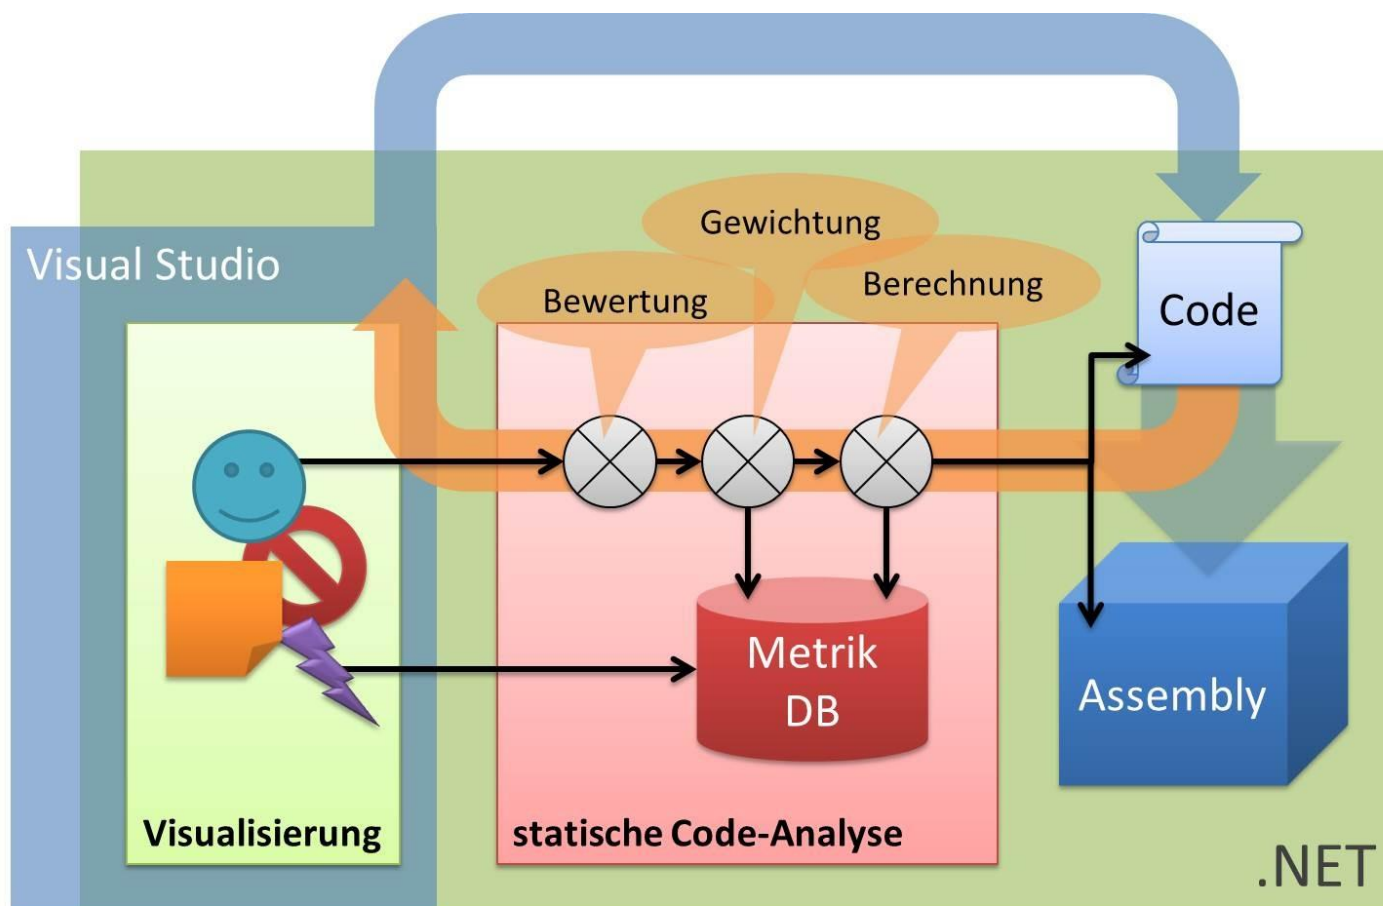 Gewichtung
Visual Studio
Bewertung
Berechnung
Code
Metrik
DB
Assembly
Visualisierung
statische Code-Analyse
.NET